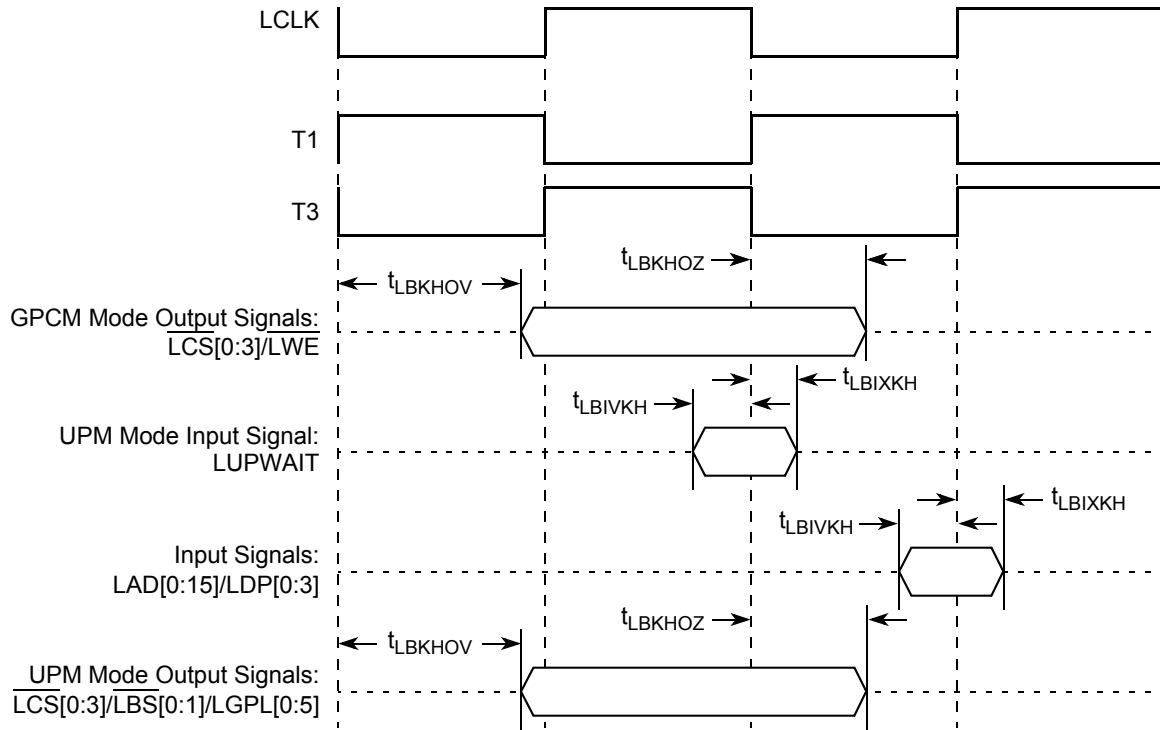 LCLK
T1
T3
tLBKHOZ
tLBKHOV
GPCM Mode Output Signals:
LCS[0:3]/LWE
tLBIXKH
tLBIVKH
UPM Mode Input Signal:
LUPWAIT
tLBIXKH
tLBIVKH
Input Signals:
LAD[0:15]/LDP[0:3]
tLBKHOZ
tLBKHOV
UPM Mode Output Signals:
LCS[0:3]/LBS[0:1]/LGPL[0:5]